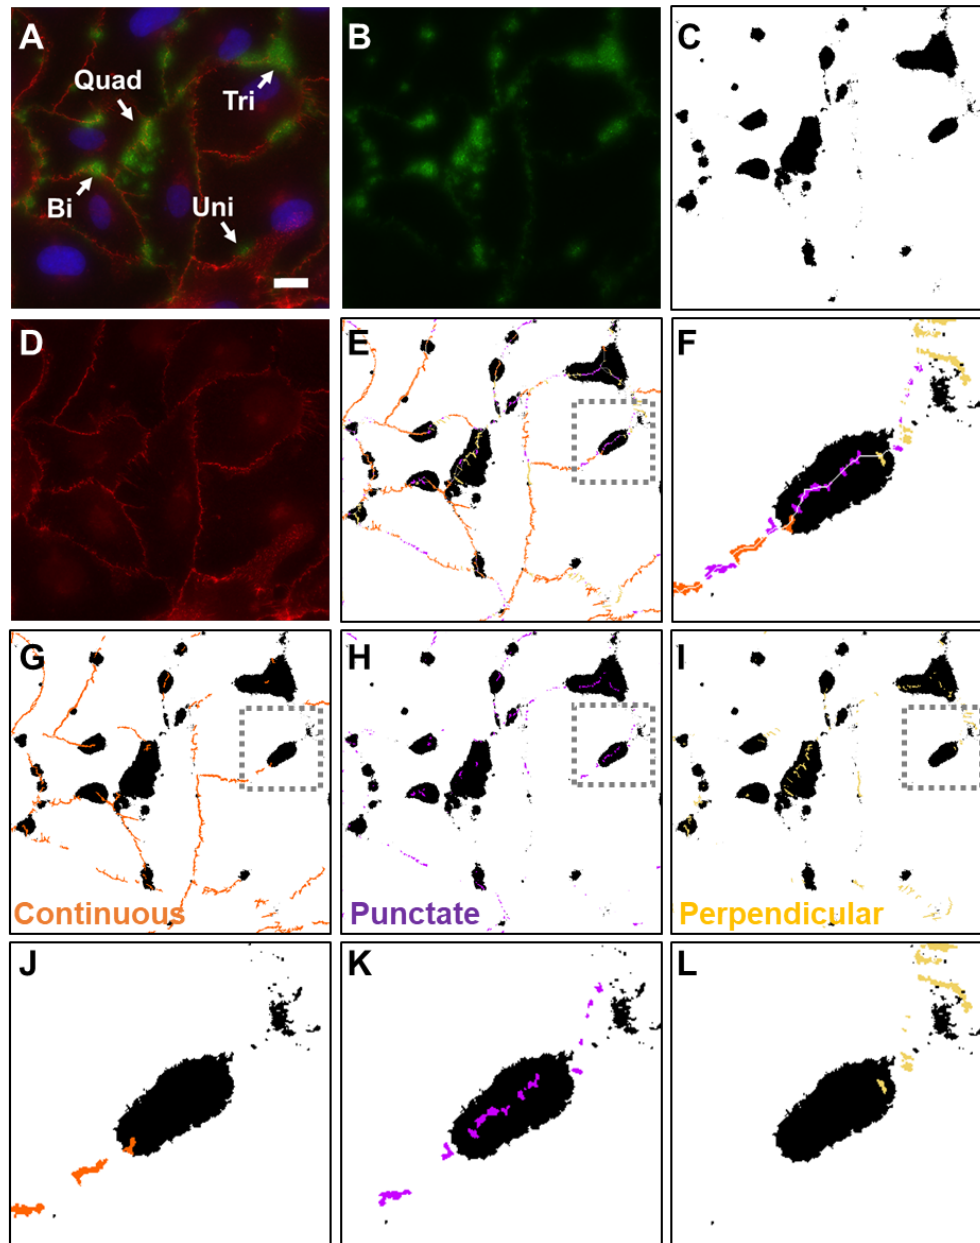 A
Quad
Tri
Bi
Uni
B
C
D
E
F
G
Continuous
H
Punctate
I
Perpendicular
J
K
L